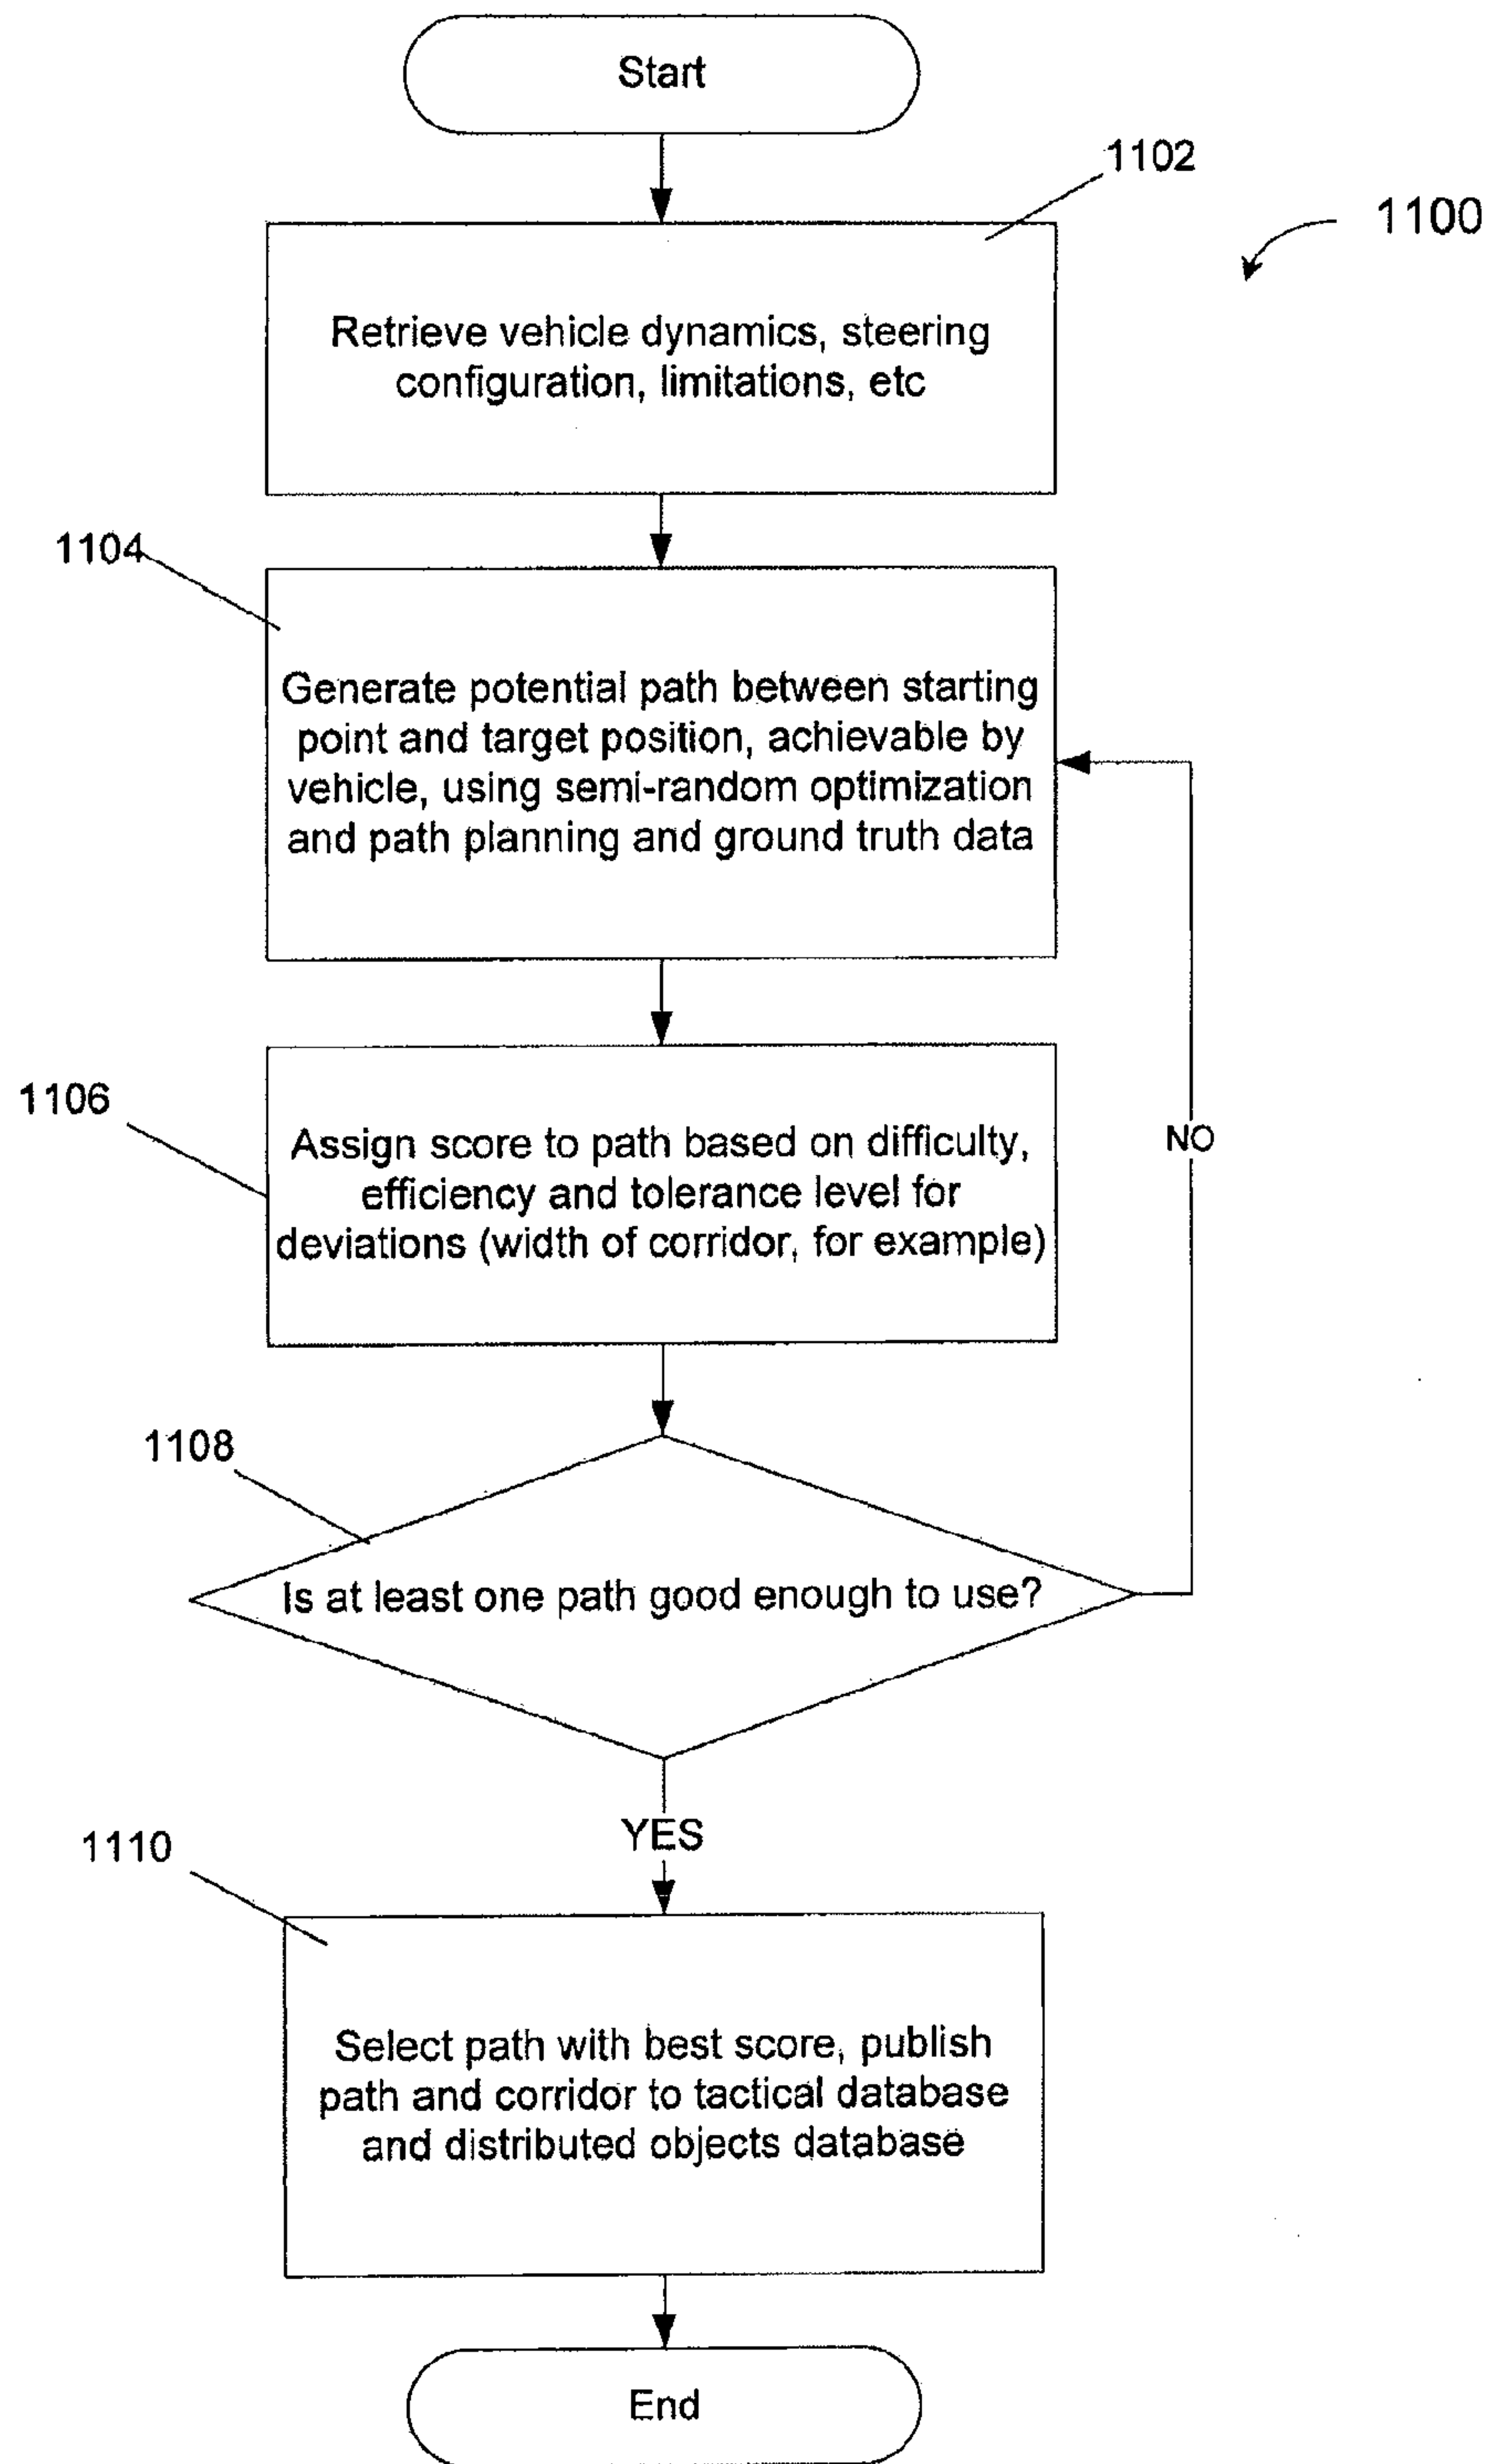 Start
1102
1100
Retrieve vehicle dynamics, steering
configuration, limitations, etc
1104
Generate potential path between starting
point and target position, achievable by
vehicle, using semi-random optimization
and path planning and ground truth data
1106
Assign score to path based on difficulty,
efficiency and tolerance level for
deviations (width of corridor, for example)
NO
1108
Is at least one path good enough to use?
YES
1110
Select path with best score, publish
path and corridor to tactical database
and distributed objects database
End